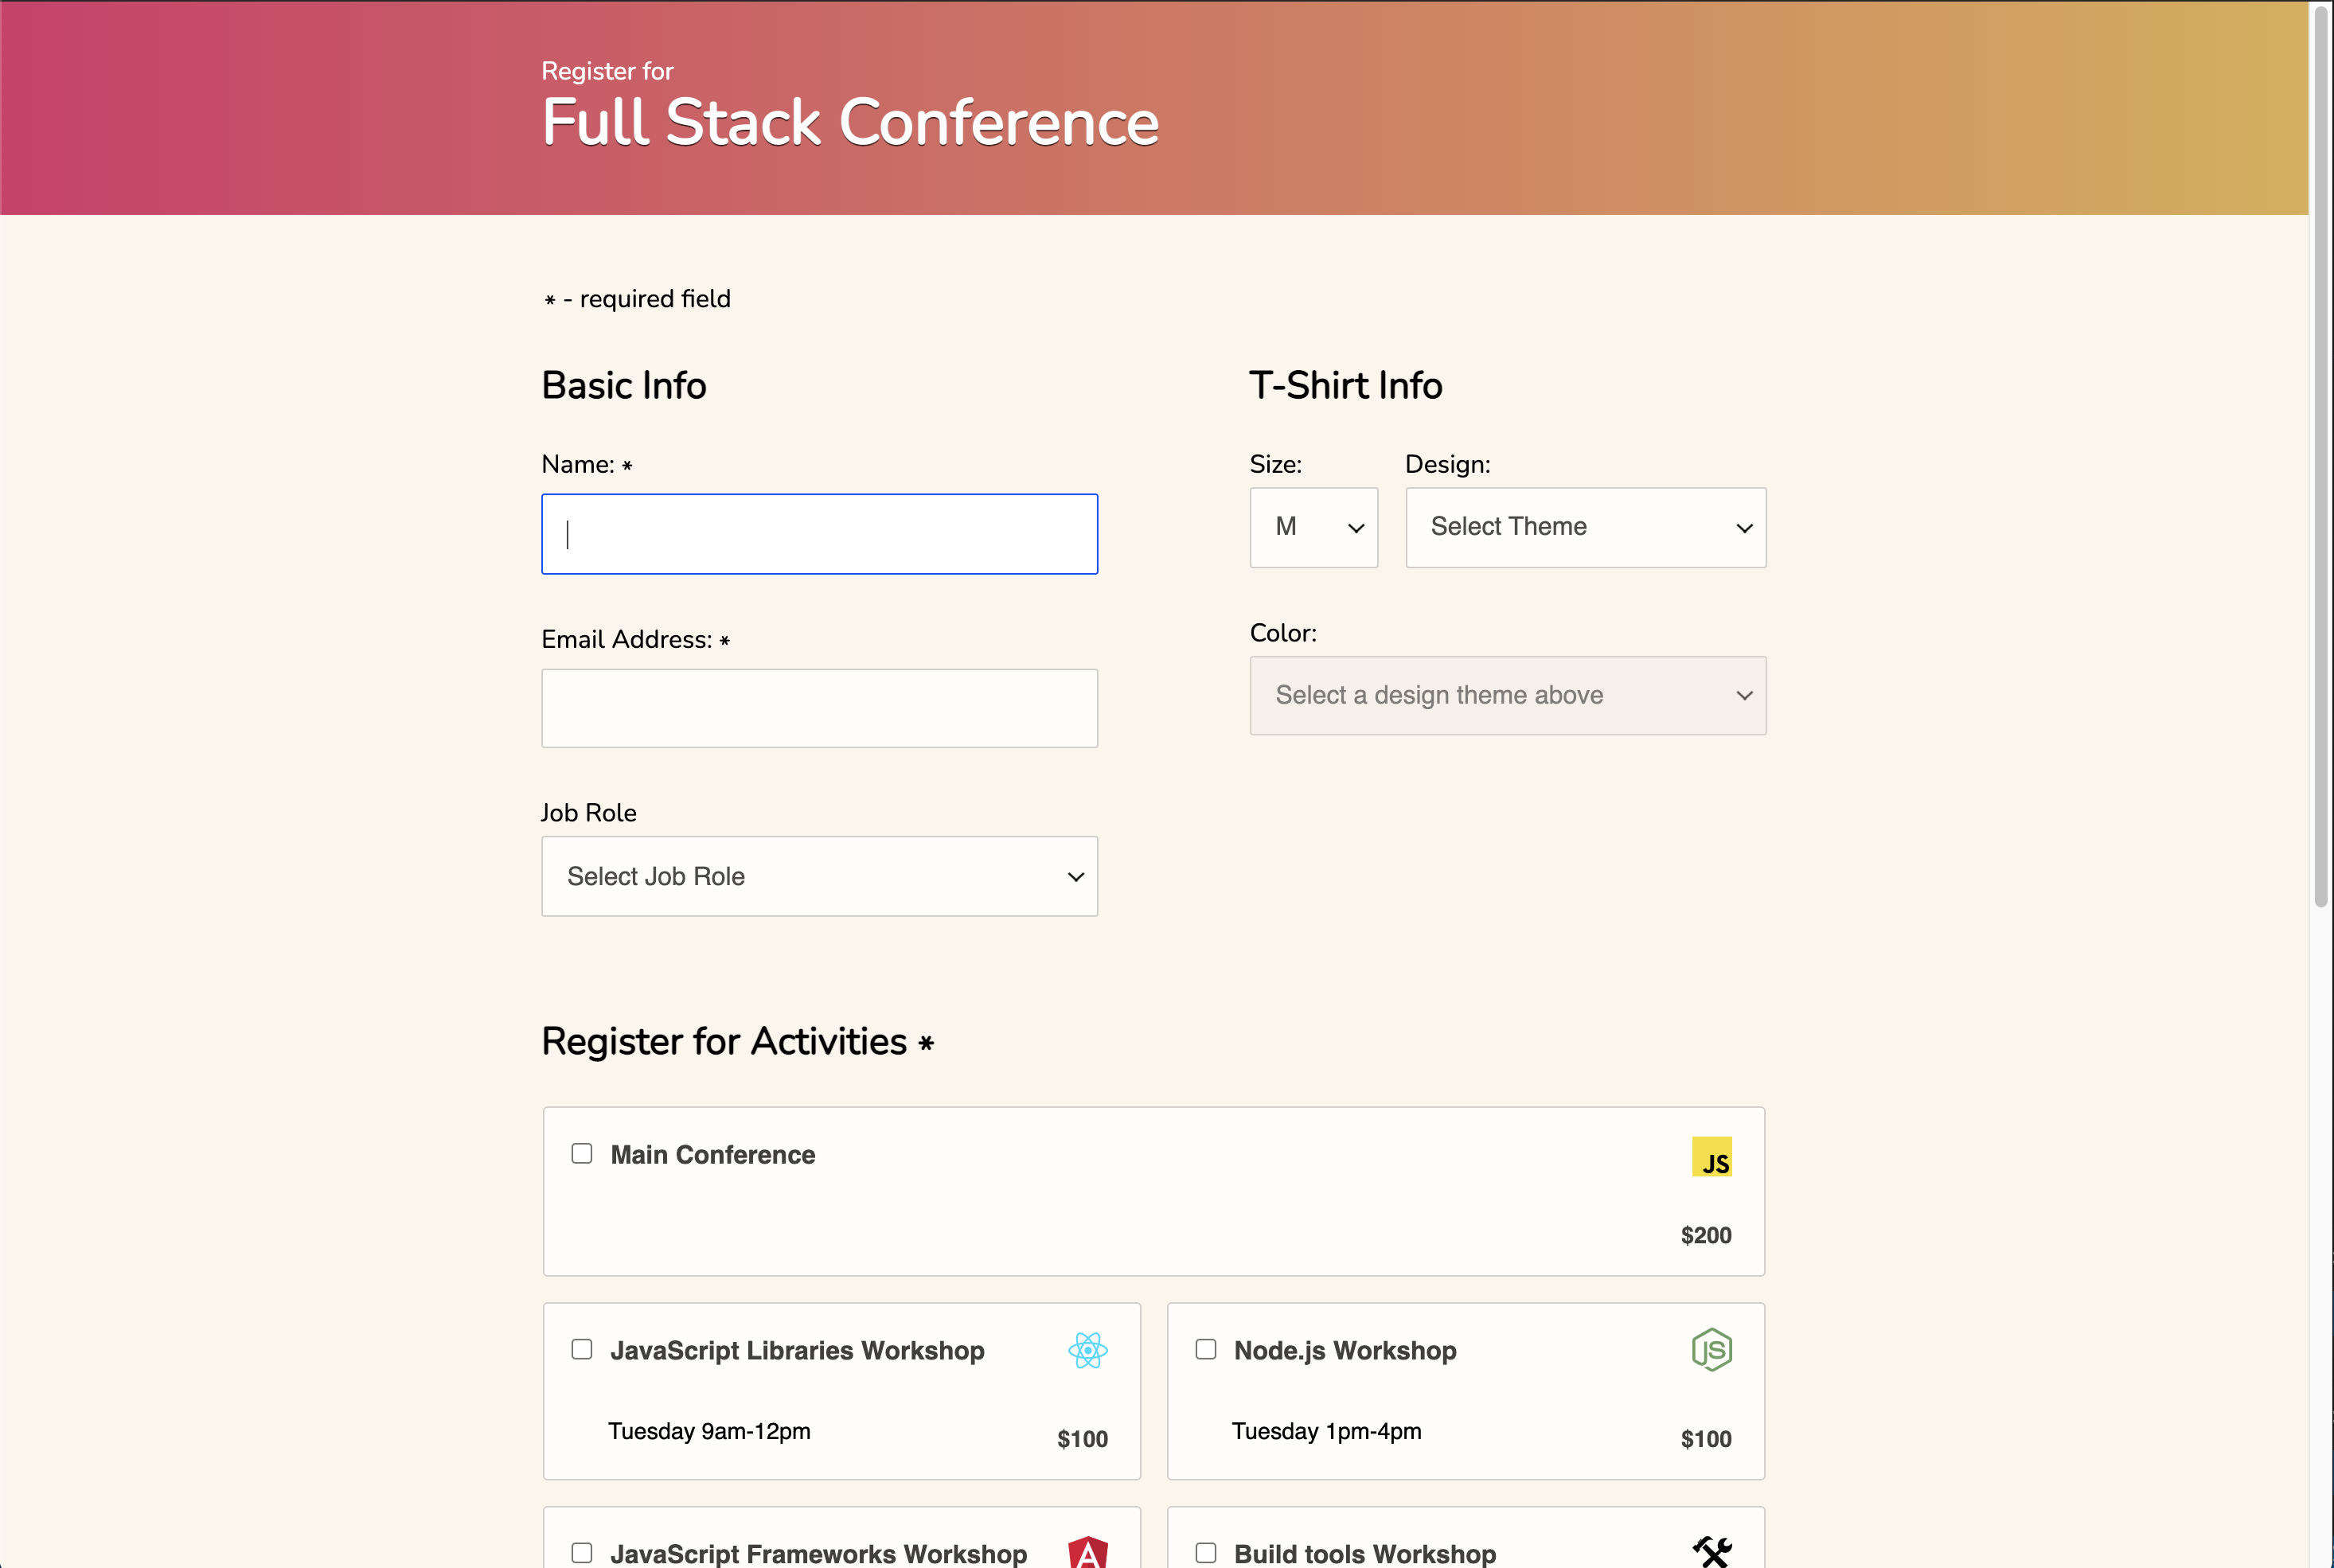 Register for
Full Stack Conference
* - required field
Basic Info
Name: *
Email Address: *
Job Role
Select Job Role
T-Shirt Info
Size:
Design:
M
Select Theme
Color:
Select a design theme above
Register for Activities *
Main Conference
JS
$200
JavaScript Libraries Workshop
Tuesday 9am-12pm
$100
Node.js Workshop
JS
Tuesday 1pm-4pm
$100
JavaScript Frameworks Workshop
A
Build tools Workshop